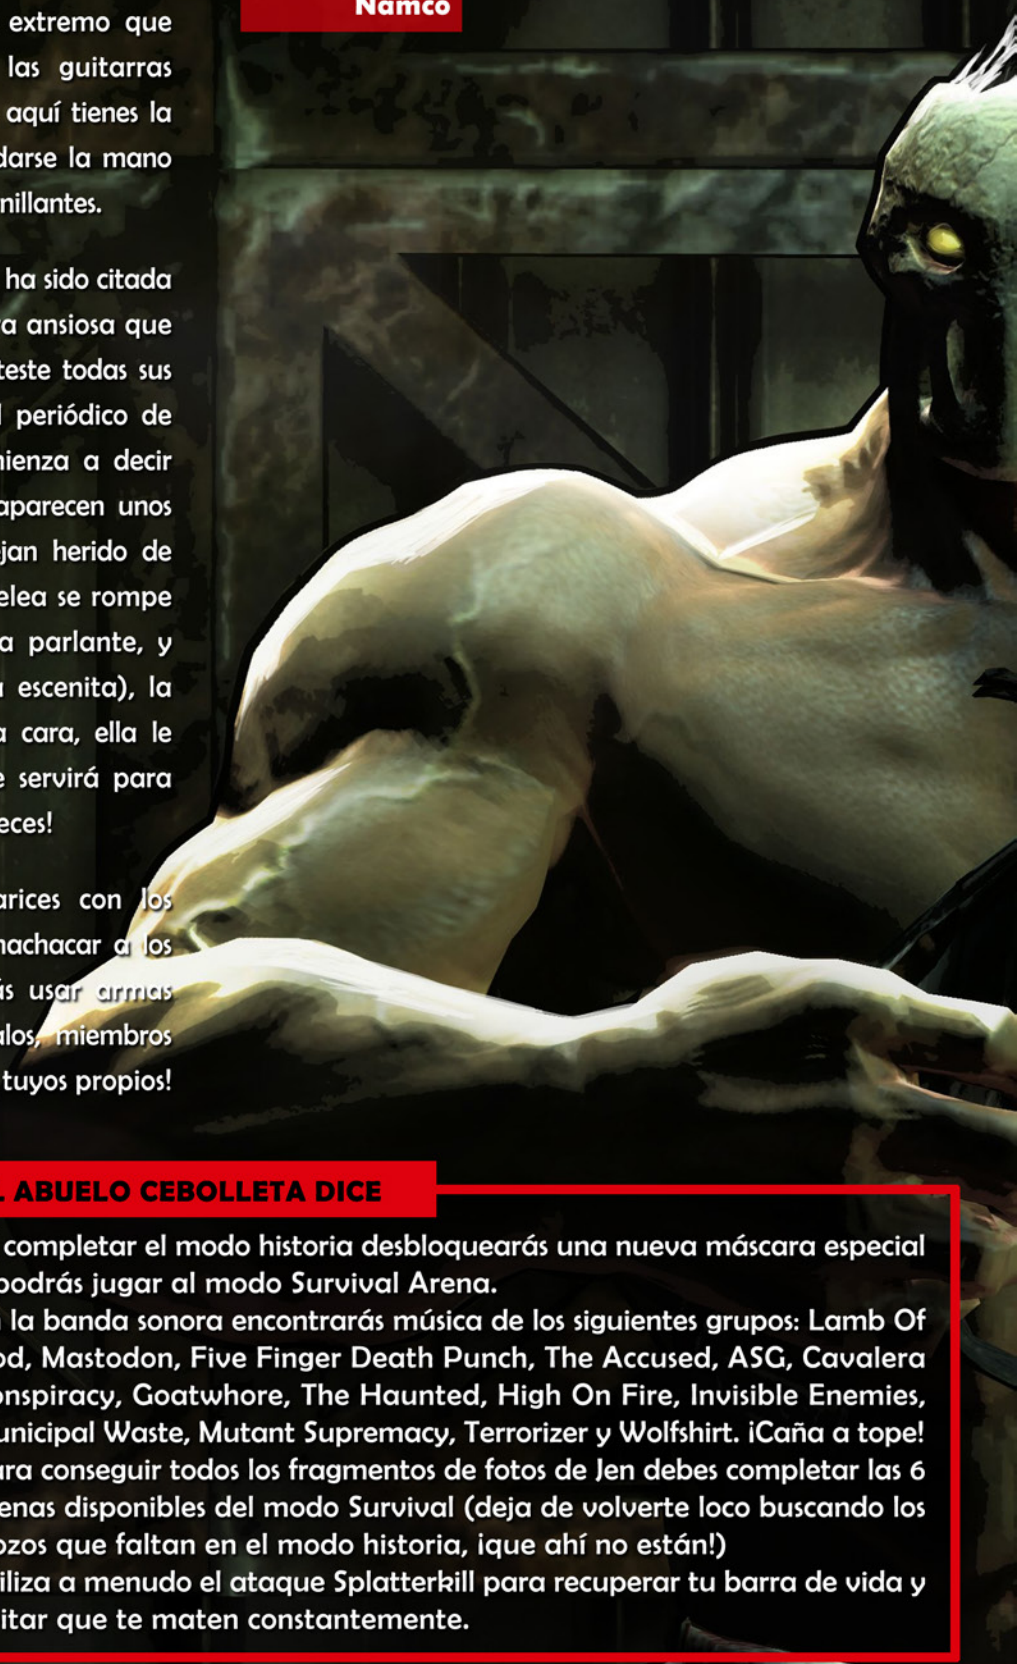 Namco
extremo que
las guitarras
aquí tienes la
darse la mano
nillantes.
ha sido citada
ra ansiosa que
teste todas sus
l periódico de
nienza a decir
aparecen unos
jan herido de
elea se rompe
a parlante, y
a escenita), la
a cara, ella le
e servirá para
eces!
arices con los
nachacar a los
ás usar armas
alos, miembros
tuyos propios!
L ABUELO CEBOLLETA DICE
completar el modo historia desbloquearás una nueva máscara especial
podrás jugar al modo Survival Arena.
n la banda sonora encontrarás música de los siguientes grupos: Lamb Of
od, Mastodon, Five Finger Death Punch, The Accused, ASG, Cavalera
onspiracy, Goatwhore, The Haunted, High On Fire, Invisible Enemies,
unicipal Waste, Mutant Supremacy, Terrorizer y Wolfshirt. ¡Caña a tope!
ara conseguir todos los fragmentos de fotos de Jen debes completar las 6
enas disponibles del modo Survival (deja de volverte loco buscando los
ozos que faltan en el modo historia, ¡que ahí no están!)
iliza a menudo el ataque Splatterkill para recuperar tu barra de vida y
itar que te maten constantemente.